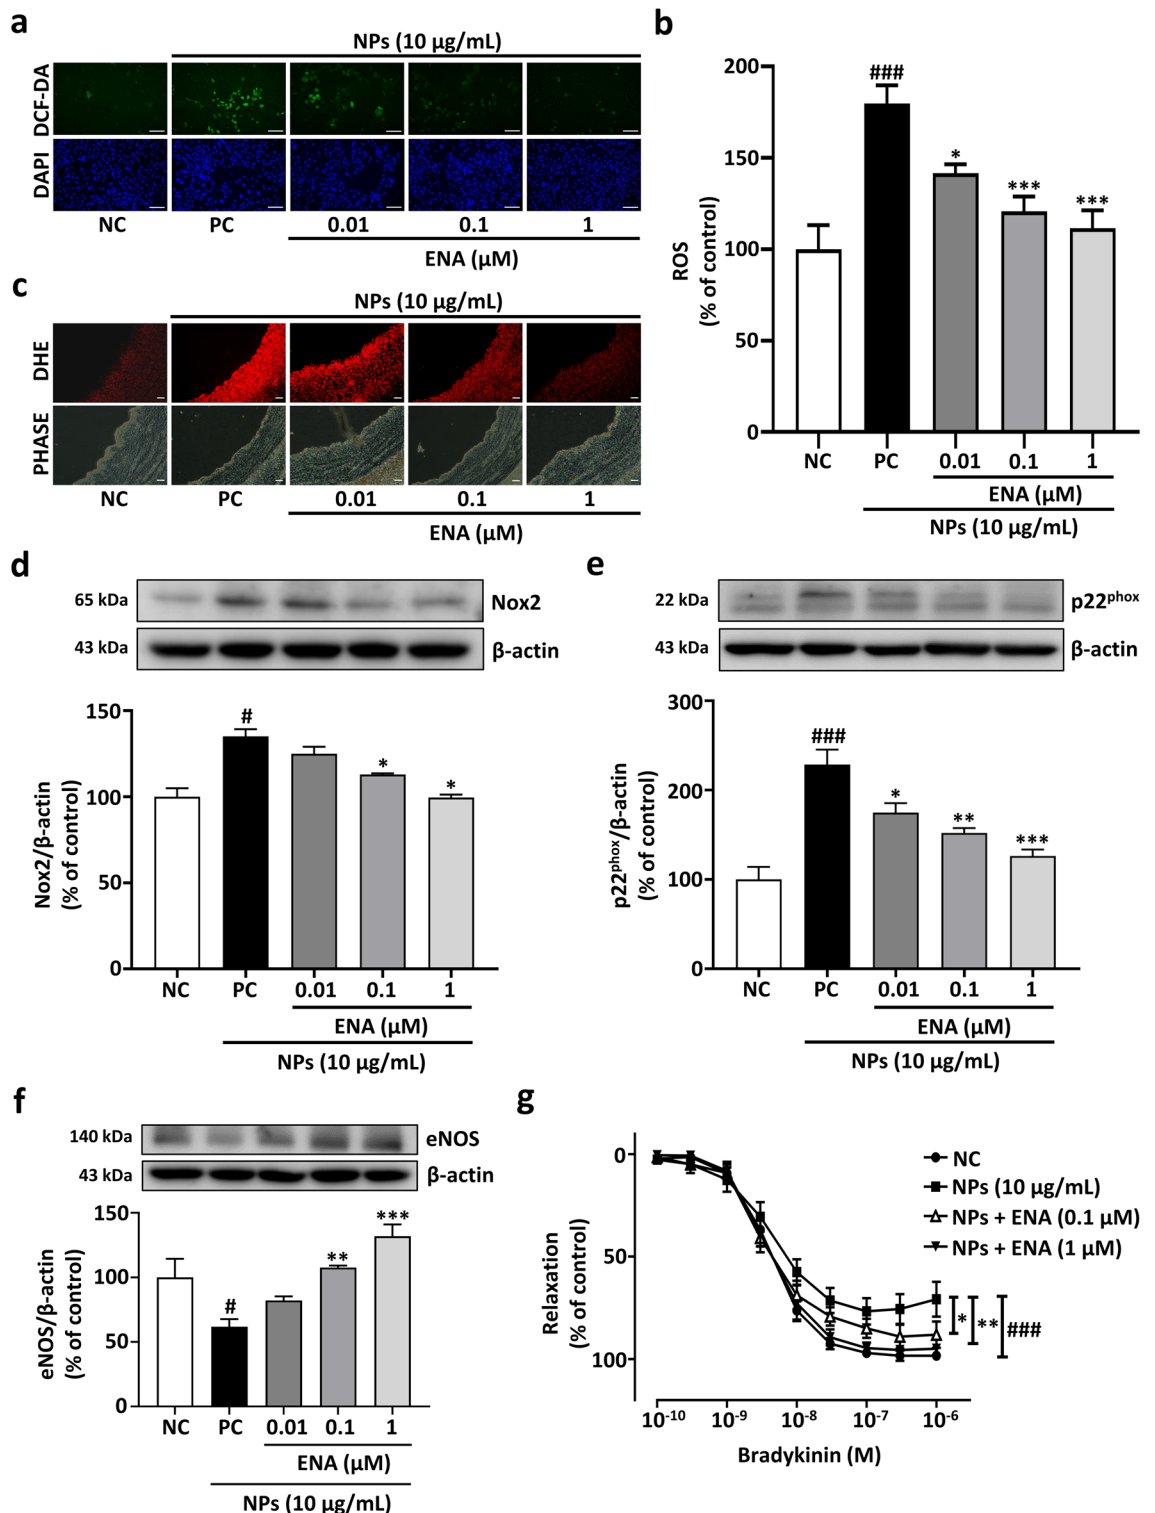 a
NPs (10 µg/mL)
DCF-DA
DAPI
NC PC 0.01 0.1 1
ENA (µM)
b
ROS
(% of control)
200
150
100
50
0
###
*
***
***
NC PC 0.01 0.1 1
ENA (µM)
NPs (10 µg/mL)
c
NPs (10 µg/mL)
DHE
PHASE
NC PC 0.01 0.1 1
ENA (µM)
d
65 kDa Nox2
43 kDa β-actin
Nox2/β-actin
(% of control)
150
100
50
0
#
*
*
NC PC 0.01 0.1 1
ENA (µM)
NPs (10 µg/mL)
e
22 kDa p22phox
43 kDa β-actin
p22phox/β-actin
(% of control)
300
200
100
0
###
*
**
***
NC PC 0.01 0.1 1
ENA (µM)
NPs (10 µg/mL)
f
140 kDa eNOS
43 kDa β-actin
eNOS/β-actin
(% of control)
150
100
50
0
#
**
***
NC PC 0.01 0.1 1
ENA (µM)
NPs (10 µg/mL)
g
Relaxation
(% of control)
0
50
100
NC
NPs (10 µg/mL)
NPs + ENA (0.1 µM)
NPs + ENA (1 µM)
* ** ###
10-10 10-9 10-8 10-7 10-6
Bradykinin (M)